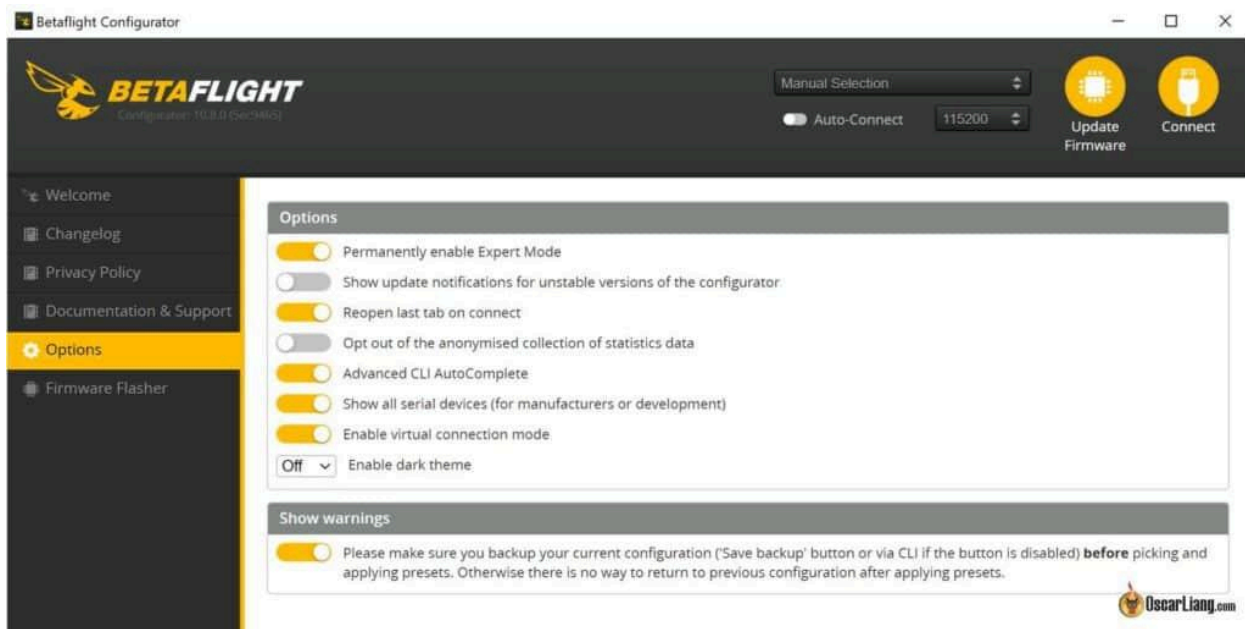 Betaflight Configurator
BETAFLIGHT
Configurator: 10.8.0 (5ec9465)
Manual Selection
Auto-Connect
115200
Update
Firmware
Connect
Welcome
Changelog
Privacy Policy
Documentation & Support
Options
Firmware Flasher
Options
Permanently enable Expert Mode
Show update notifications for unstable versions of the configurator
Reopen last tab on connect
Opt out of the anonymised collection of statistics data
Advanced CLI AutoComplete
Show all serial devices (for manufacturers or development)
Enable virtual connection mode
Off Enable dark theme
Show warnings
Please make sure you backup your current configuration ('Save backup' button or via CLI if the button is disabled) before picking and
applying presets. Otherwise there is no way to return to previous configuration after applying presets.
OscarLiang.com